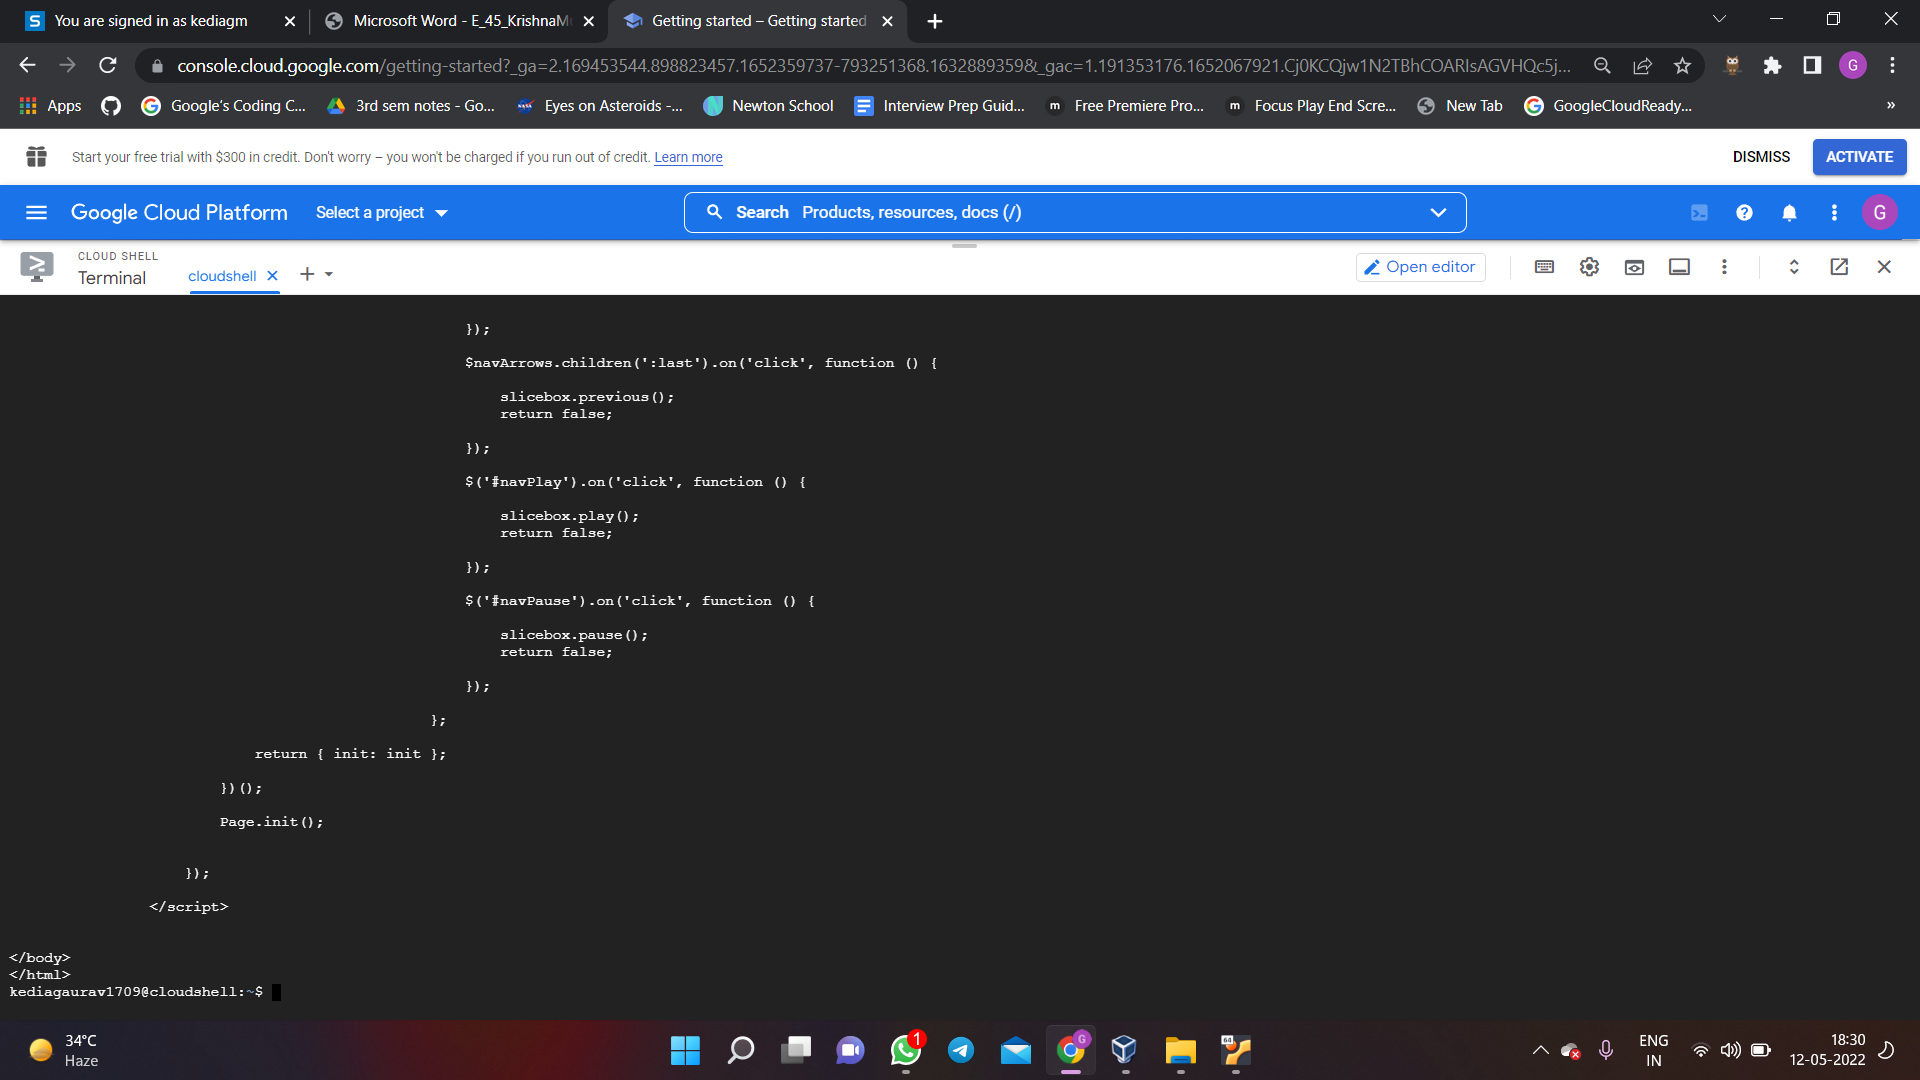 You are signed in as kediagm
Microsoft Word - E_45_KrishnaM
Getting started – Getting started
console.cloud.google.com/getting-started?_ga=2.169453544.898823457.1652359737-793251368.1632889359&_gac=1.191353176.1652067921.Cj0KCQjw1N2TBhCOARIsAGVHQc5j...
Apps
Google's Coding C...
3rd sem notes - Go...
Eyes on Asteroids -...
Newton School
Interview Prep Guid...
Free Premiere Pro...
Focus Play End Scre...
New Tab
GoogleCloudReady...
»
Start your free trial with $300 in credit. Don't worry – you won't be charged if you run out of credit. Learn more
DISMISS
ACTIVATE
Google Cloud Platform
Select a project
Search Products, resources, docs (/)
G
CLOUD SHELL
Terminal
cloudshell
Open editor
});
$navArrows.children(':last').on('click', function () {
slicebox.previous();
return false;
});
$('#navPlay').on('click', function () {
slicebox.play();
return false;
});
$('#navPause').on('click', function () {
slicebox.pause();
return false;
});
};
return { init: init };
})();
Page.init();
});
</script>
</body>
</html>
kediagaurav1709@cloudshell:~$
34°C
Haze
1
G
64
ENG
IN
18:30
12-05-2022